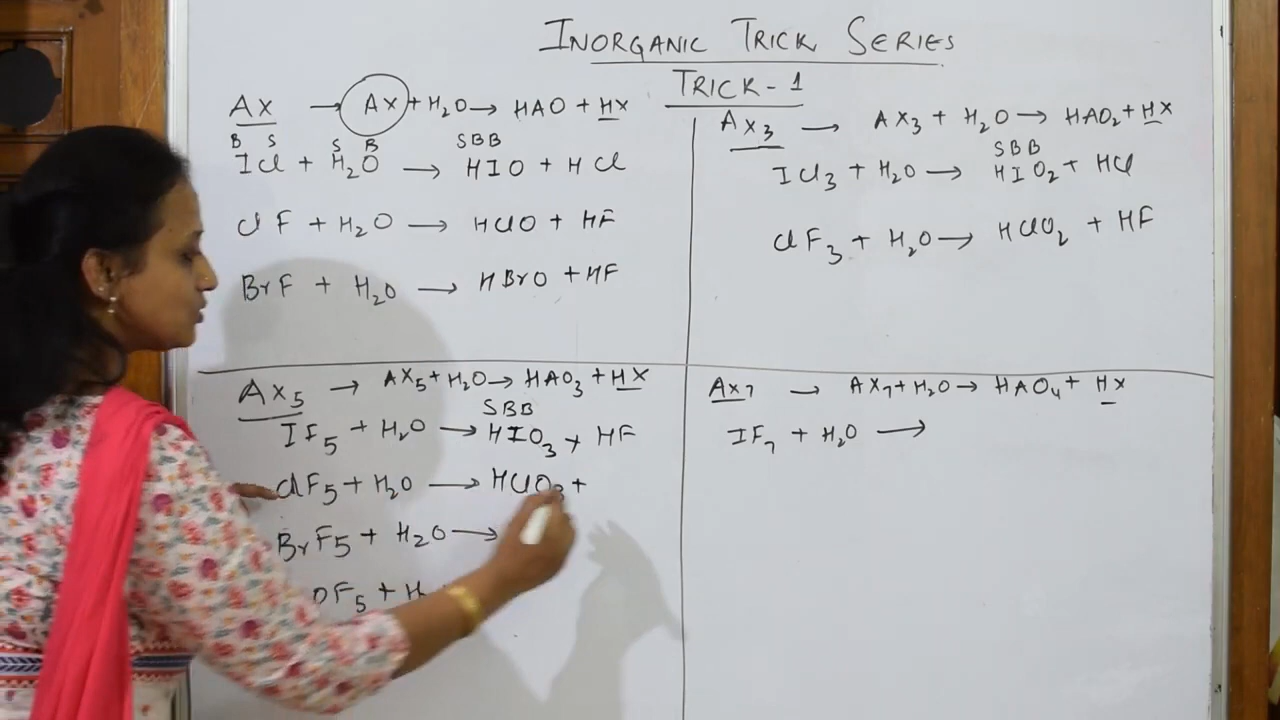 INORGANIC TRICK SERIES
TRICK-1
AX → AX + H2O → HAO + HX
B S S B SBB
ICl + H2O → HIO + HCl
ClF + H2O → HClO + HF
BrF + H2O → HBrO + HF
AX3 → AX3 + H2O → HAO2 + HX
SBB
ICl3 + H2O → HIO2 + HCl
ClF3 + H2O → HClO2 + HF
AX5 → AX5 + H2O → HAO3 + HX
SBB
IF5 + H2O → HIO3 + HF
ClF5 + H2O → HClO3 +
BrF5 + H2O →
F5 + H
AX7 → AX7 + H2O → HAO4 + HX
IF7 + H2O →